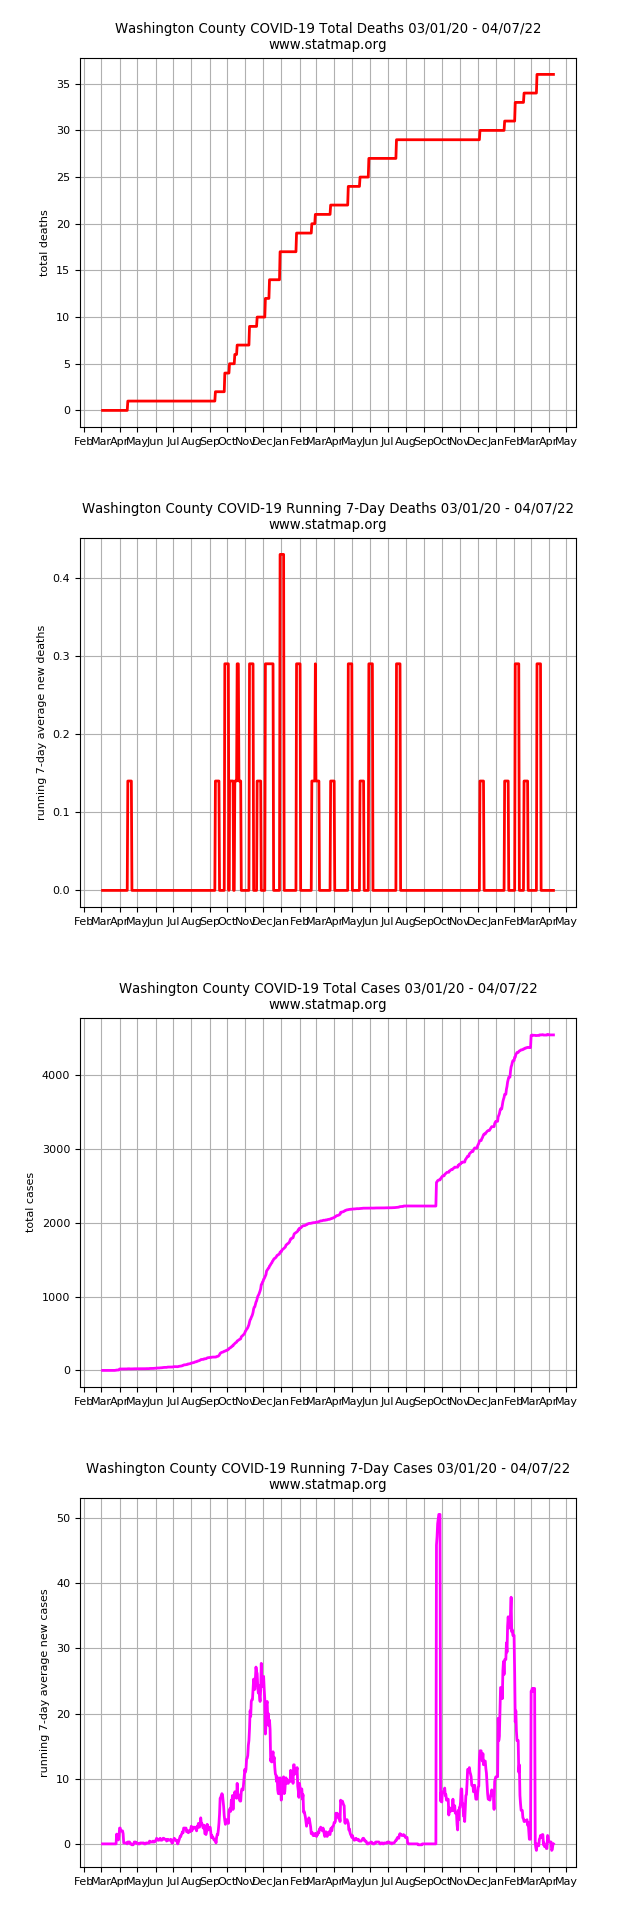 Washington County COVID-19 Total Deaths 03/01/20 - 04/07/22
www.statmap.org
35
30
25
20
15
10
5
0
total deaths
Feb Mar Apr May Jun Jul Aug Sep Oct Nov Dec Jan Feb Mar Apr May Jun Jul Aug Sep Oct Nov Dec Jan Feb Mar Apr May
Washington County COVID-19 Running 7-Day Deaths 03/01/20 - 04/07/22
www.statmap.org
0.4
0.3
0.2
0.1
0.0
running 7-day average new deaths
Feb Mar Apr May Jun Jul Aug Sep Oct Nov Dec Jan Feb Mar Apr May Jun Jul Aug Sep Oct Nov Dec Jan Feb Mar Apr May
Washington County COVID-19 Total Cases 03/01/20 - 04/07/22
www.statmap.org
4000
3000
2000
1000
0
total cases
Feb Mar Apr May Jun Jul Aug Sep Oct Nov Dec Jan Feb Mar Apr May Jun Jul Aug Sep Oct Nov Dec Jan Feb Mar Apr May
Washington County COVID-19 Running 7-Day Cases 03/01/20 - 04/07/22
www.statmap.org
50
40
30
20
10
0
running 7-day average new cases
Feb Mar Apr May Jun Jul Aug Sep Oct Nov Dec Jan Feb Mar Apr May Jun Jul Aug Sep Oct Nov Dec Jan Feb Mar Apr May